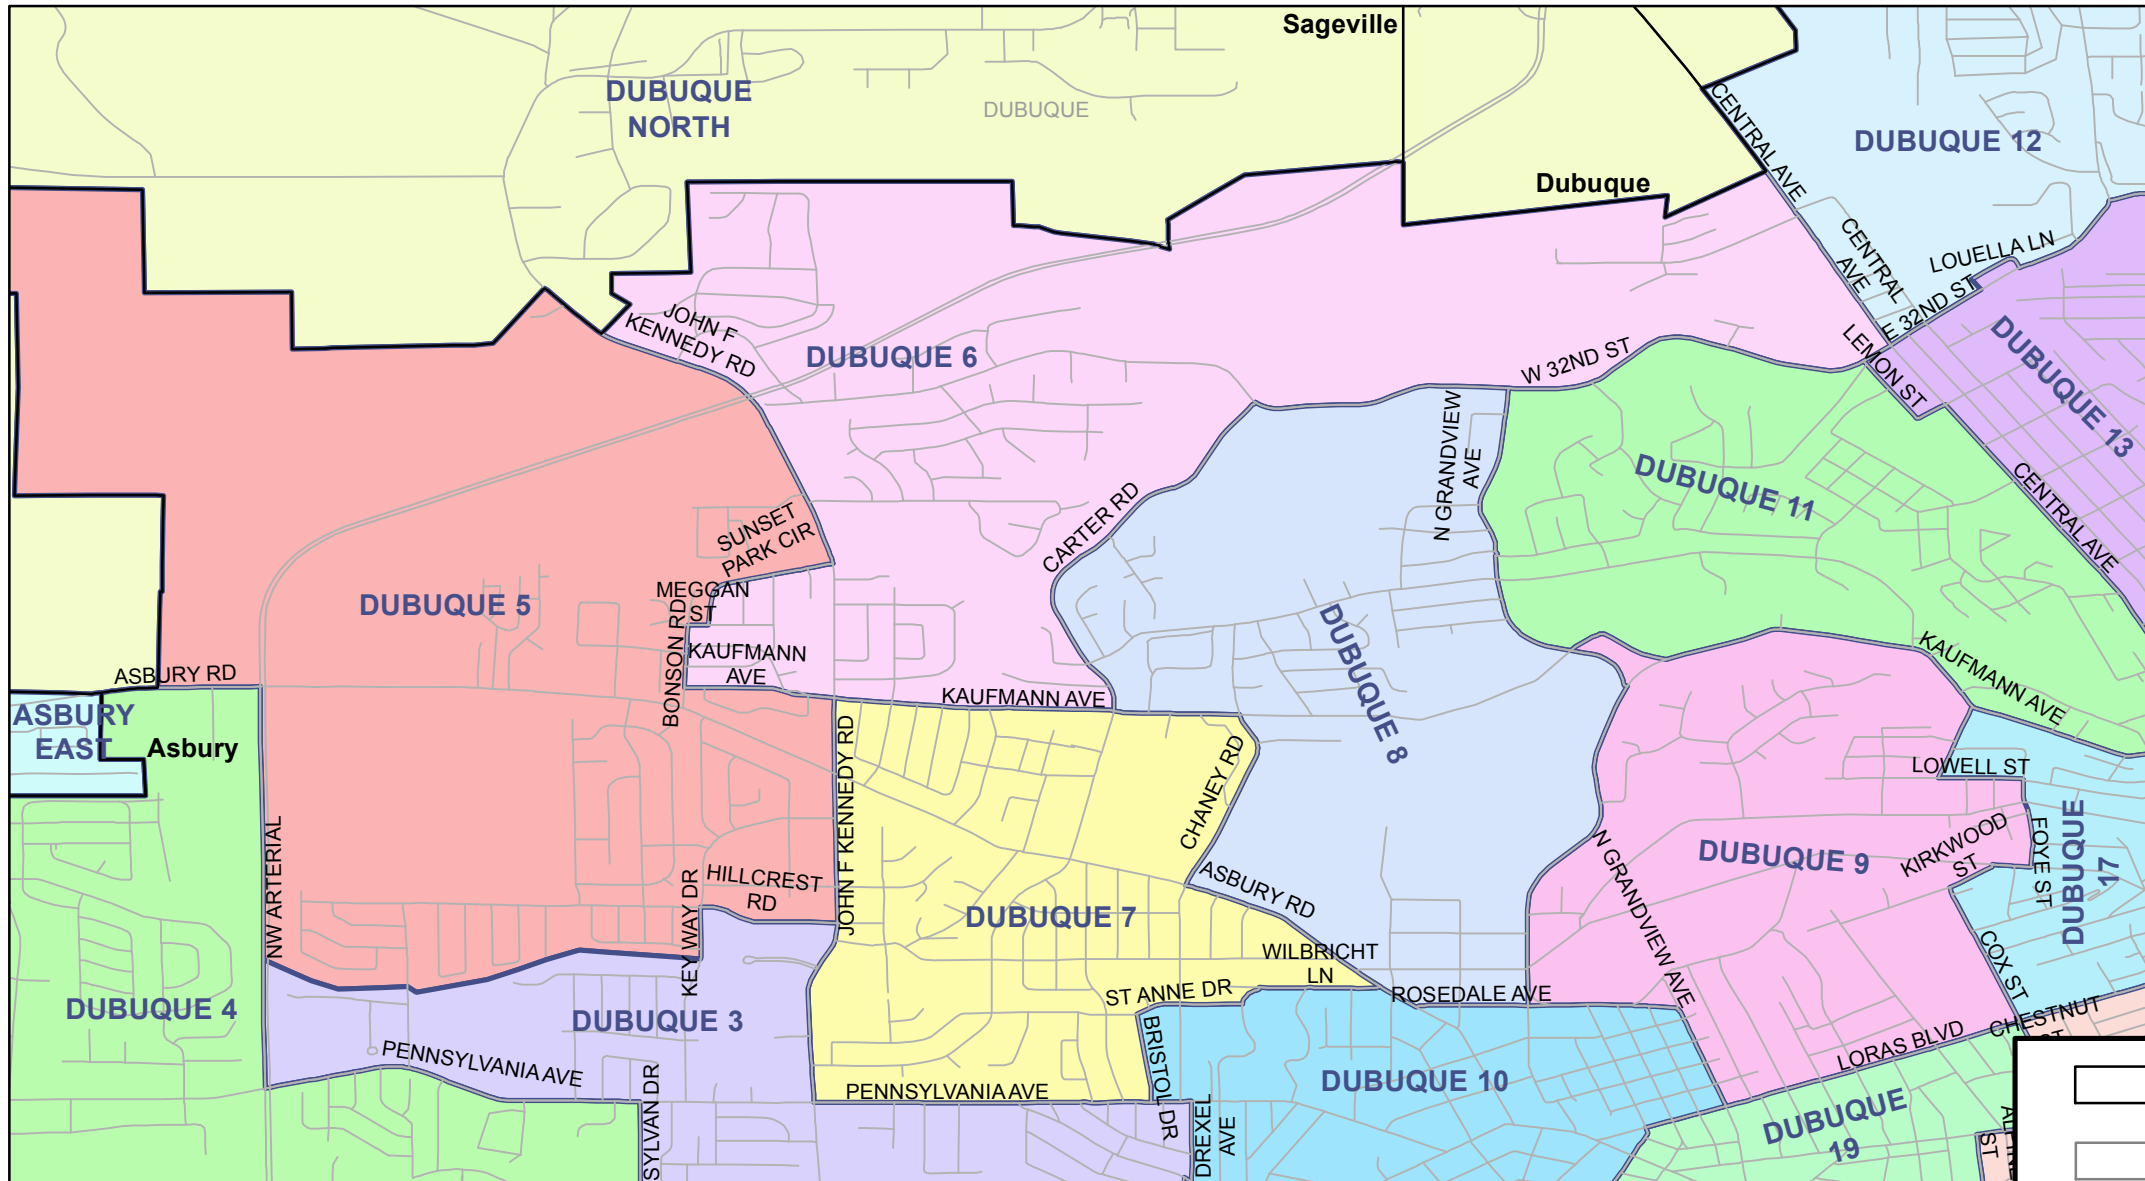 Sageville
DUBUQUE
NORTH
DUBUQUE
CENTRAL AVE
DUBUQUE 12
Dubuque
CENTRAL
AVE
LOUELLA LN
E 32ND ST
JOHN F
KENNEDY RD
DUBUQUE 6
W 32ND ST
LEMON ST
DUBUQUE 13
N GRANDVIEW
AVE
DUBUQUE 11
CENTRAL AVE
CARTER RD
SUNSET
PARK CIR
MEGGAN
ST
DUBUQUE 5
BONSON RD
KAUFMANN
AVE
DUBUQUE 8
KAUFMANN AVE
ASBURY RD
KAUFMANN AVE
ASBURY
EAST
Asbury
JOHN F KENNEDY RD
CHANEY RD
LOWELL ST
NW ARTERIAL
HILLCREST
RD
KEY WAY DR
DUBUQUE 7
ASBURY RD
N GRANDVIEW AVE
DUBUQUE 9
KIRKWOOD
ST
FOYE ST
DUBUQUE
17
WILBRICHT
LN
ST ANNE DR
ROSEDALE AVE
COX ST
DUBUQUE 4
DUBUQUE 3
CHESTNUT
ST
LORAS BLVD
PENNSYLVANIA AVE
SYLVAN DR
PENNSYLVANIA AVE
BRISTOL DR
DREXEL
AVE
DUBUQUE 10
DUBUQUE
19
ST